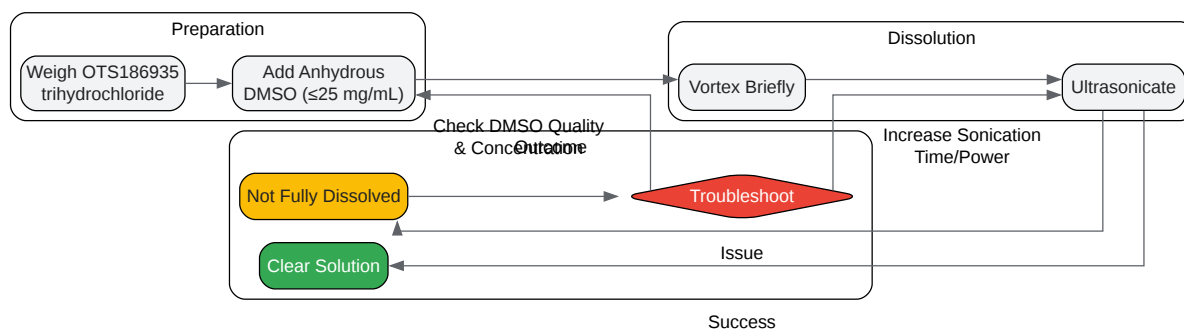 Preparation
Weigh OTS186935
trihydrochloride
Add Anhydrous
DMSO (≤25 mg/mL)
Dissolution
Vortex Briefly
Ultrasonicate
Check DMSO Quality
& Concentration
Outcome
Increase Sonication
Time/Power
Not Fully Dissolved
Troubleshoot
Clear Solution
Issue
Success